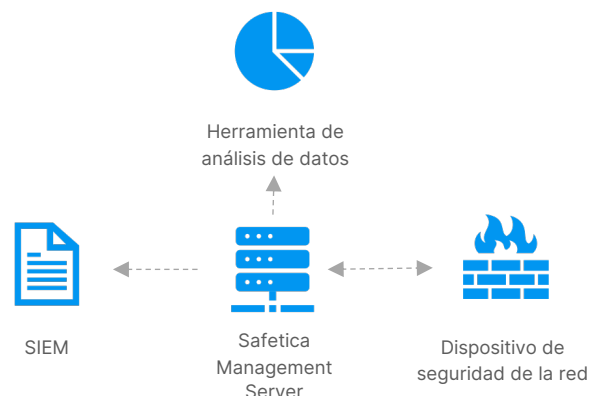 Herramienta de
análisis de datos
SIEM
Safetica
Management
Server
Dispositivo de
seguridad de la red